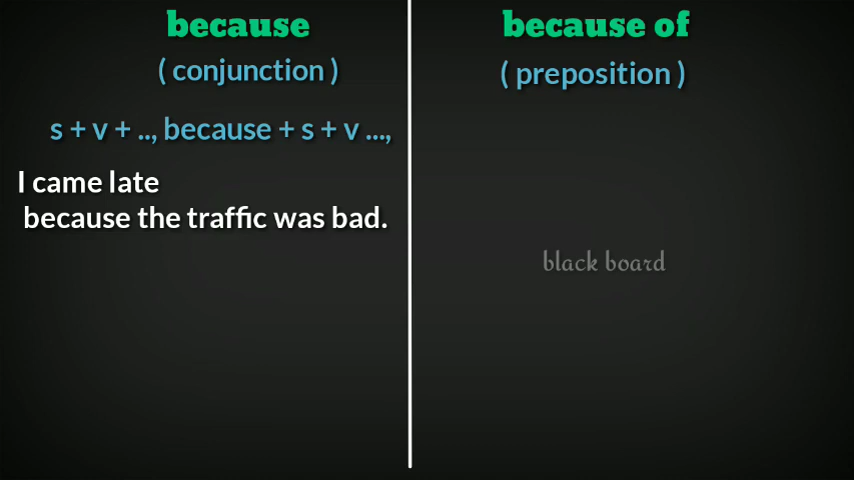 because
( conjunction )
s + v + .., because + s + v ...,
I came late
because the traffic was bad.
because of
( preposition )
black board